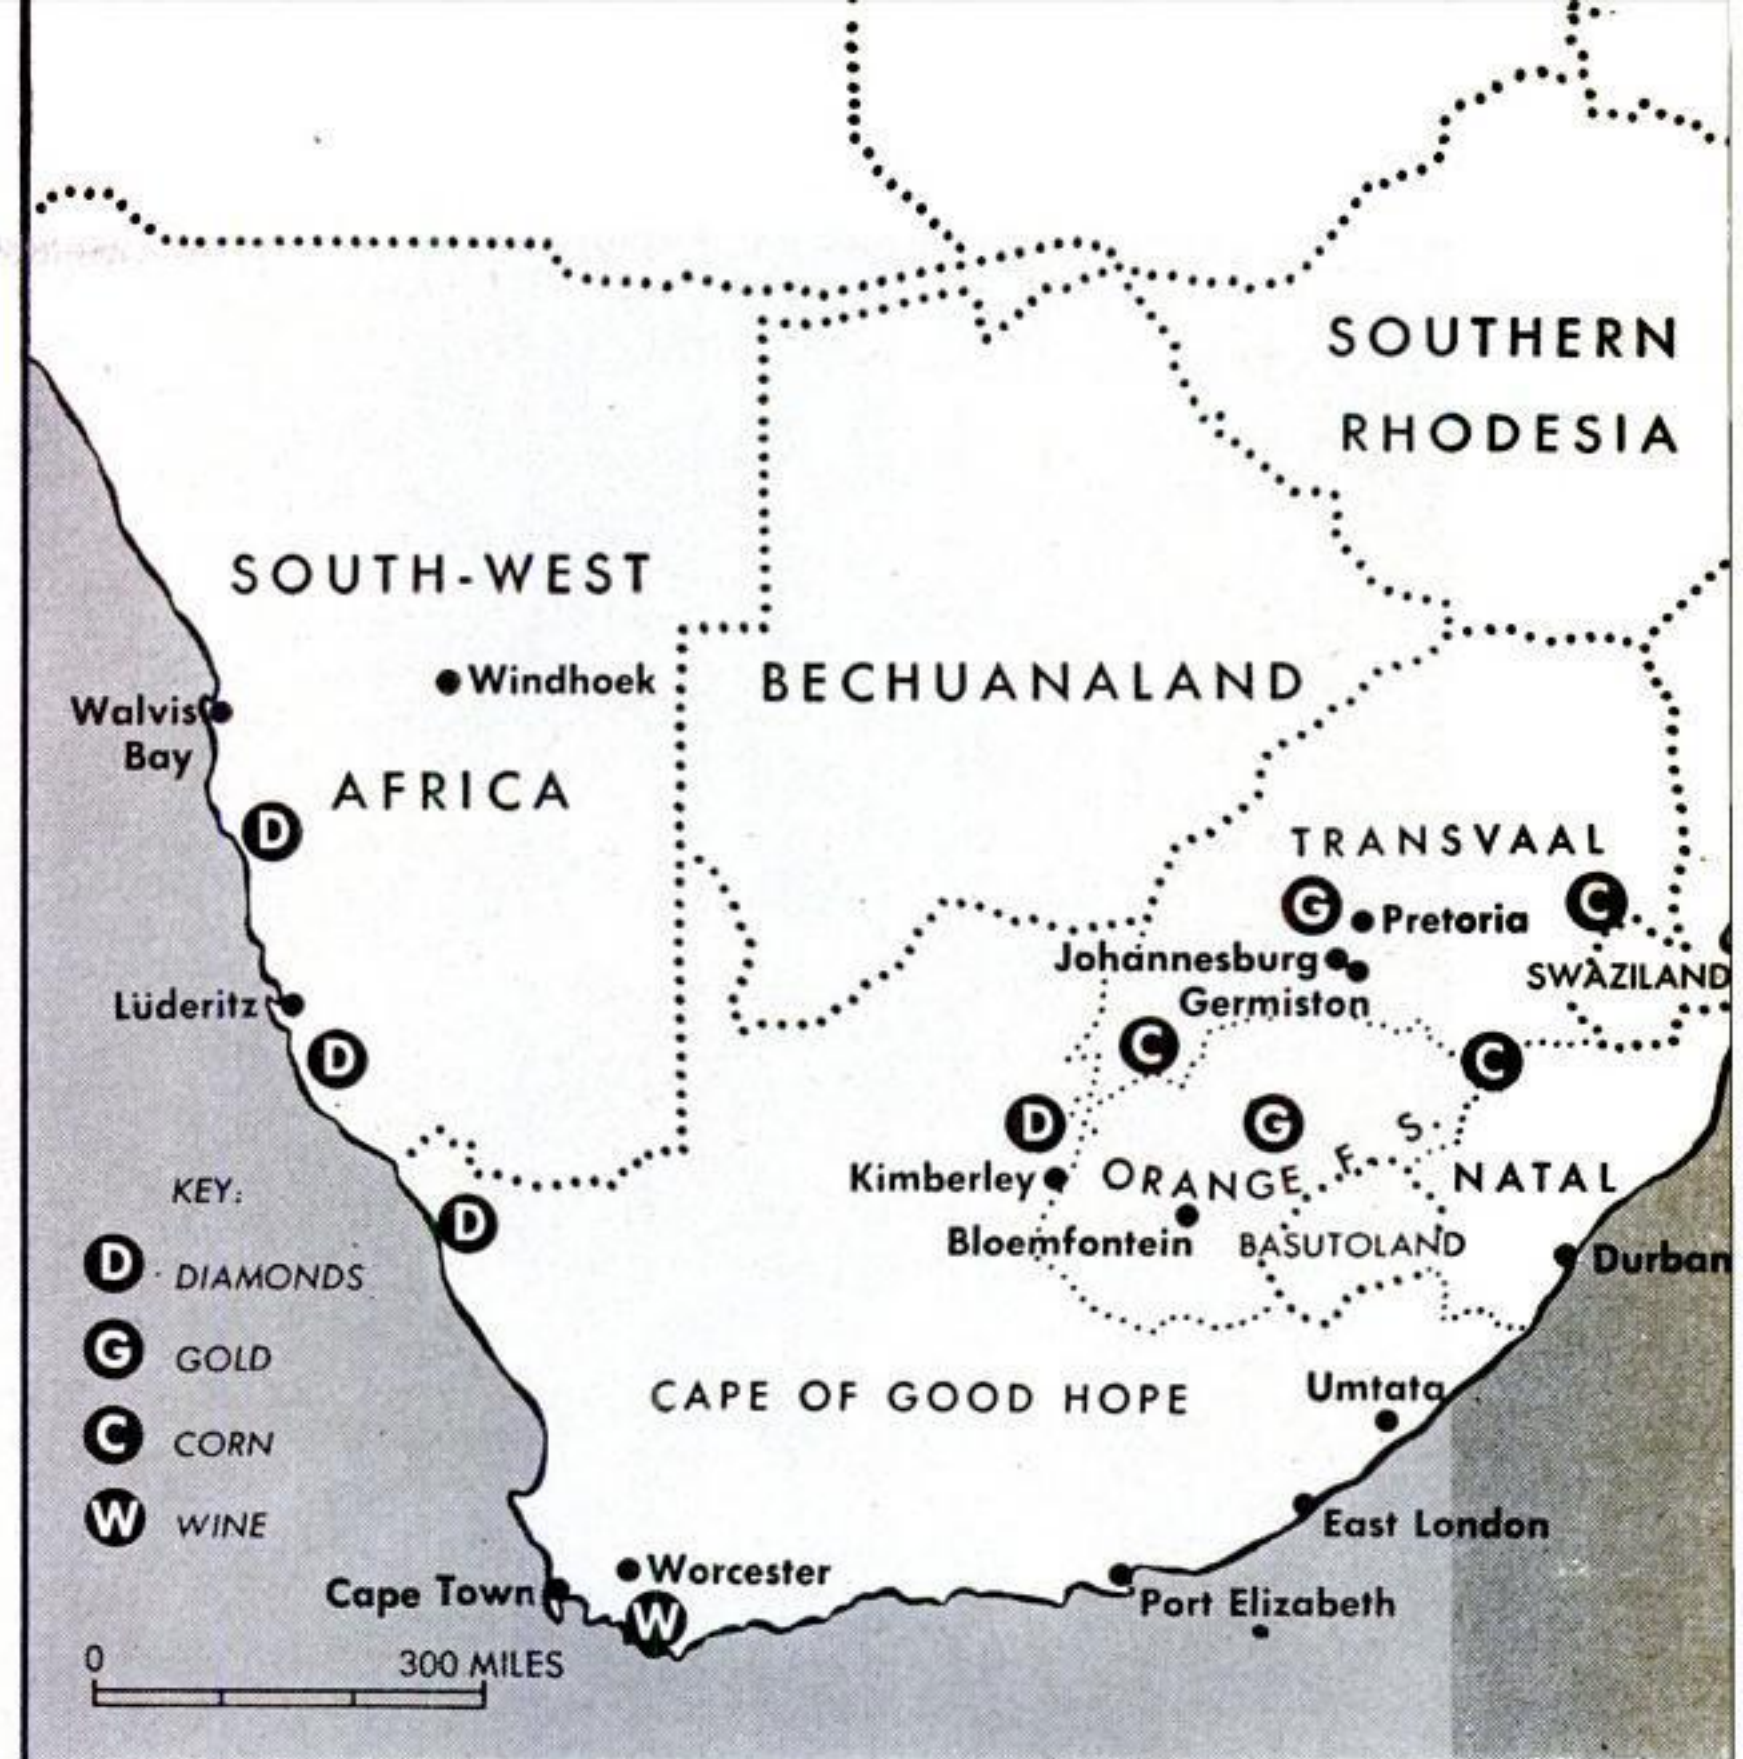 SOUTHERN
RHODESIA
SOUTH-WEST
AFRICA
Windhoek
BECHUANALAND
Walvis
Bay
D
TRANSVAAL
G
Pretoria
C
Johannesburg
Germiston
SWAZILAND
Lüderitz
D
C
C
D
G
Kimberley
ORANGE F. S.
NATAL
Bloemfontein
BASUTOLAND
Durban
D
KEY:
D DIAMONDS
G GOLD
C CORN
W WINE
CAPE OF GOOD HOPE
Umtata
East London
Worcester
Cape Town
W
Port Elizabeth
0 300 MILES